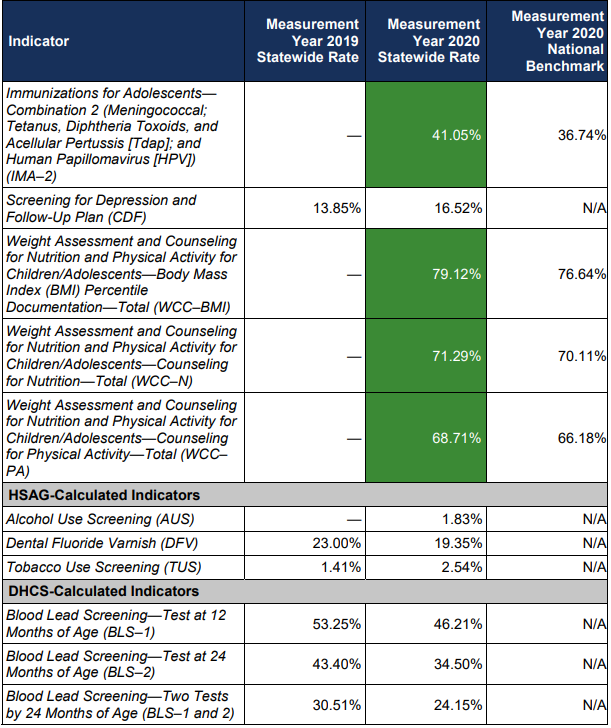 Indicator
Measurement
Year 2019
Statewide Rate
Measurement
Year 2020
Statewide Rate
Measurement
Year 2020
National
Benchmark
Immunizations for Adolescents—
Combination 2 (Meningococcal;
Tetanus, Diphtheria Toxoids, and
Acellular Pertussis [Tdap]; and
Human Papillomavirus [HPV])
(IMA–2)
—
41.05%
36.74%
Screening for Depression and
Follow-Up Plan (CDF)
13.85%
16.52%
N/A
Weight Assessment and Counseling
for Nutrition and Physical Activity for
Children/Adolescents—Body Mass
Index (BMI) Percentile
Documentation—Total (WCC–BMI)
—
79.12%
76.64%
Weight Assessment and Counseling
for Nutrition and Physical Activity for
Children/Adolescents—Counseling
for Nutrition—Total (WCC–N)
—
71.29%
70.11%
Weight Assessment and Counseling
for Nutrition and Physical Activity for
Children/Adolescents—Counseling
for Physical Activity—Total (WCC–
PA)
—
68.71%
66.18%
HSAG-Calculated Indicators
Alcohol Use Screening (AUS)
—
1.83%
N/A
Dental Fluoride Varnish (DFV)
23.00%
19.35%
N/A
Tobacco Use Screening (TUS)
1.41%
2.54%
N/A
DHCS-Calculated Indicators
Blood Lead Screening—Test at 12
Months of Age (BLS–1)
53.25%
46.21%
N/A
Blood Lead Screening—Test at 24
Months of Age (BLS–2)
43.40%
34.50%
N/A
Blood Lead Screening—Two Tests
by 24 Months of Age (BLS–1 and 2)
30.51%
24.15%
N/A